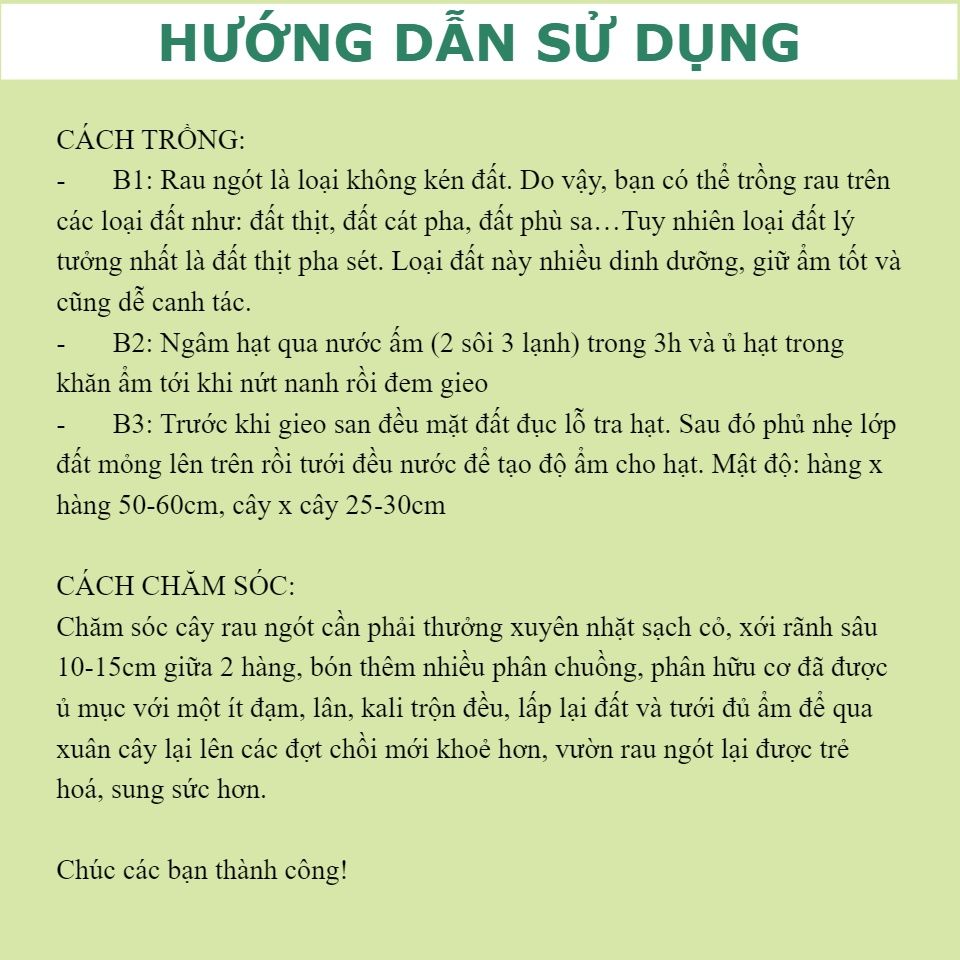 HƯỚNG DẪN SỬ DỤNG
CÁCH TRỒNG:
- B1: Rau ngót là loại không kén đất. Do vậy, bạn có thể trồng rau trên
các loại đất như: đất thịt, đất cát pha, đất phù sa…Tuy nhiên loại đất lý
tưởng nhất là đất thịt pha sét. Loại đất này nhiều dinh dưỡng, giữ ẩm tốt và
cũng dễ canh tác.
- B2: Ngâm hạt qua nước ấm (2 sôi 3 lạnh) trong 3h và ủ hạt trong
khăn ẩm tới khi nứt nanh rồi đem gieo
- B3: Trước khi gieo san đều mặt đất đục lỗ tra hạt. Sau đó phủ nhẹ lớp
đất mỏng lên trên rồi tưới đều nước để tạo độ ẩm cho hạt. Mật độ: hàng x
hàng 50-60cm, cây x cây 25-30cm
CÁCH CHĂM SÓC:
Chăm sóc cây rau ngót cần phải thưởng xuyên nhặt sạch cỏ, xới rãnh sâu
10-15cm giữa 2 hàng, bón thêm nhiều phân chuồng, phân hữu cơ đã được
ủ mục với một ít đạm, lân, kali trộn đều, lấp lại đất và tưới đủ ẩm để qua
xuân cây lại lên các đợt chồi mới khoẻ hơn, vườn rau ngót lại được trẻ
hoá, sung sức hơn.
Chúc các bạn thành công!